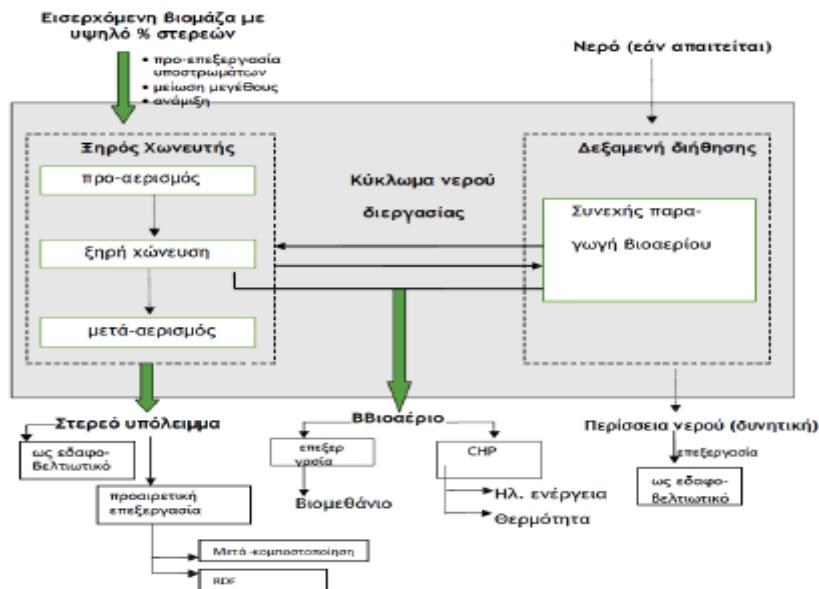 Εισερχόμενη βιομάζα με
υψηλό % στερεών
• προ-επεξεργασία
υποστρωμάτων
• μείωση μεγέθους
• ανάμιξη
Νερό (εάν απαιτείται)
Ξηρός Χωνευτής
προ-αερισμός
ξηρή χώνευση
μετά-αερισμός
Κύκλωμα νερού
διεργασίας
Δεξαμενή διήθησης
Συνεχής παρα-
γωγή βιοαερίου
Στερεό υπόλειμμα
ως εδαφο-
βελτιωτικό
προαιρετική
επεξεργασία
Μετά-κομποστοποίηση
RDF
ΒΒιοαέριο
επεξερ
γασία
Βιομεθάνιο
CHP
Ηλ. ενέργεια
Θερμότητα
Περίσσεια νερού (δυνητική)
επεξεργασία
ως εδαφο-
βελτιωτικό